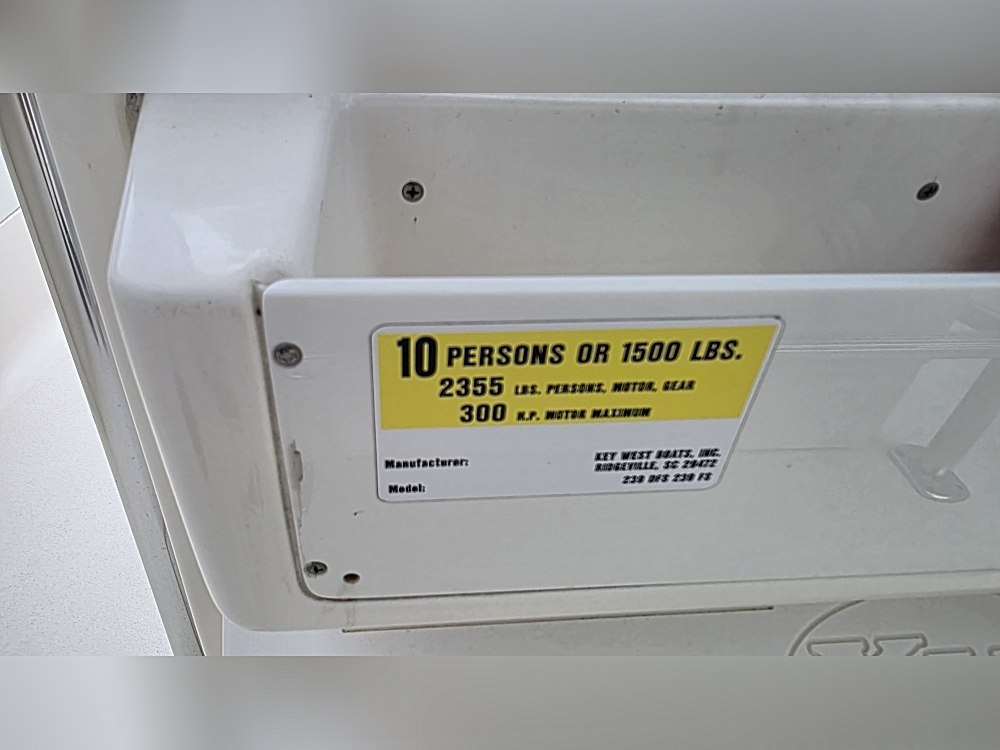 10 PERSONS OR 1500 LBS.
2355 LBS. PERSONS, MOTOR, GEAR
300 H.P. MOTOR MAXIMUM
Manufacturer: KEY WEST BOATS, INC.
RIDGEVILLE, SC 29472
Model: 239 DFS 239 FS